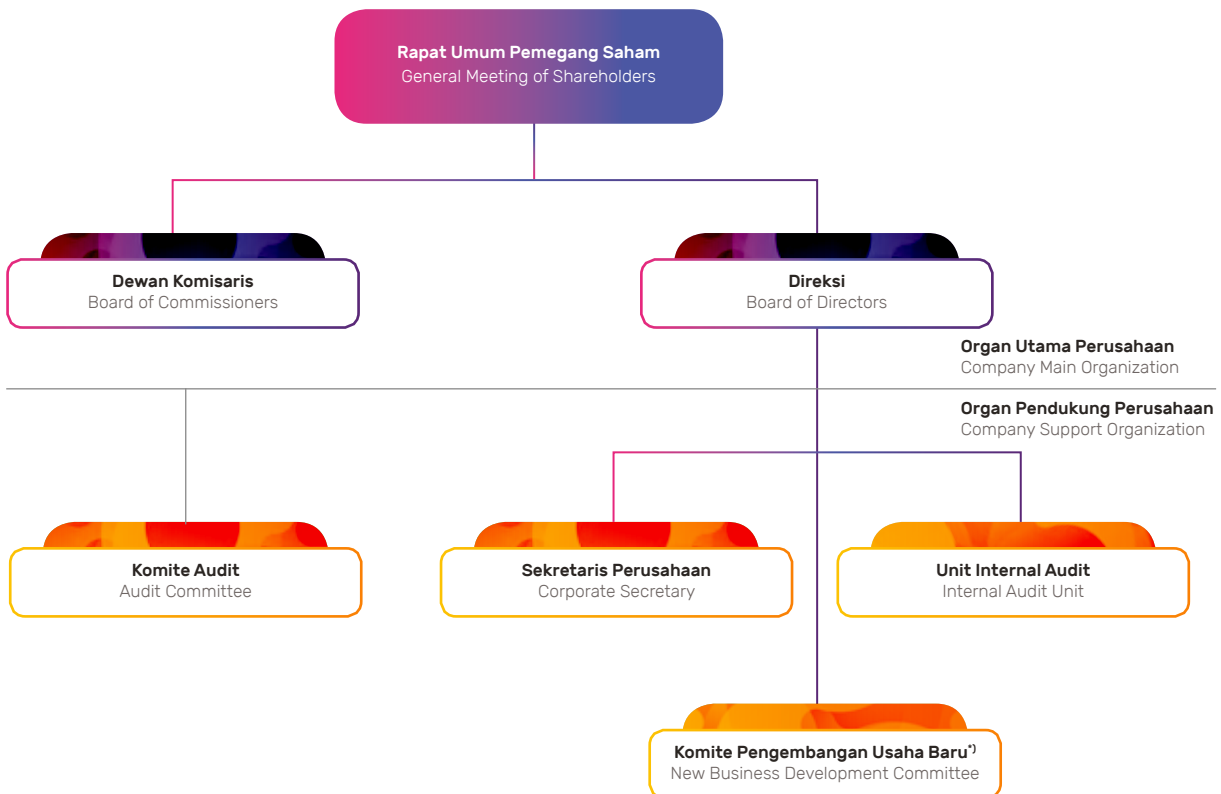 Rapat Umum Pemegang Saham
General Meeting of Shareholders
Dewan Komisaris
Board of Commissioners
Direksi
Board of Directors
Organ Utama Perusahaan
Company Main Organization
Organ Pendukung Perusahaan
Company Support Organization
Komite Audit
Audit Committee
Sekretaris Perusahaan
Corporate Secretary
Unit Internal Audit
Internal Audit Unit
Komite Pengembangan Usaha Baru*)
New Business Development Committee